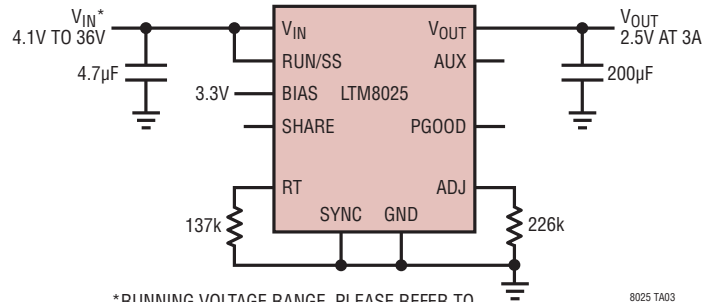 VIN*
4.1V TO 36V
4.7µF
3.3V
137k
VIN
RUN/SS
BIAS
LTM8025
SHARE
RT
SYNC
GND
VOUT
AUX
PGOOD
ADJ
VOUT
2.5V AT 3A
200µF
226k
*RUNNING VOLTAGE RANGE. PLEASE REFER TO
8025 TA03